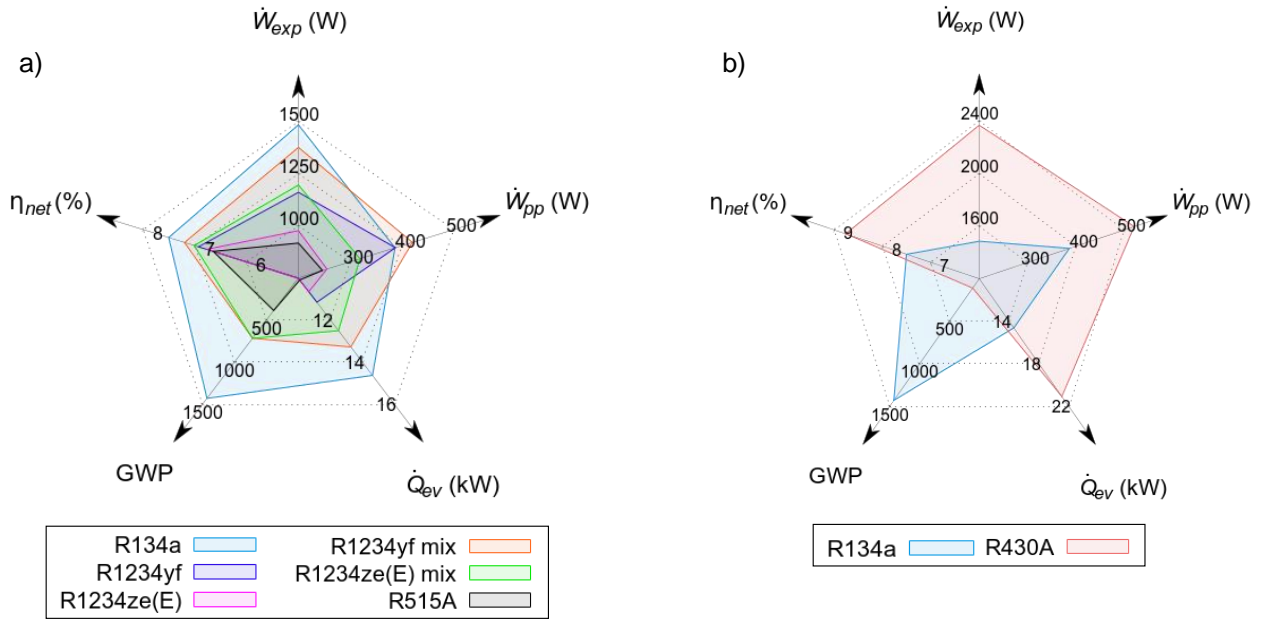 a)
Ẇexp (W)
1500
1250
1000
Ẇpp (W)
500
400
300
ηnet (%)
8
7
6
500
1000
1500
GWP
12
14
16
Q̇ev (kW)
R134a
R1234yf
R1234ze(E)
R1234yf mix
R1234ze(E) mix
R515A
b)
Ẇexp (W)
2400
2000
1600
Ẇpp (W)
500
400
300
ηnet (%)
9
8
7
500
1000
1500
GWP
14
18
22
Q̇ev (kW)
R134a
R430A